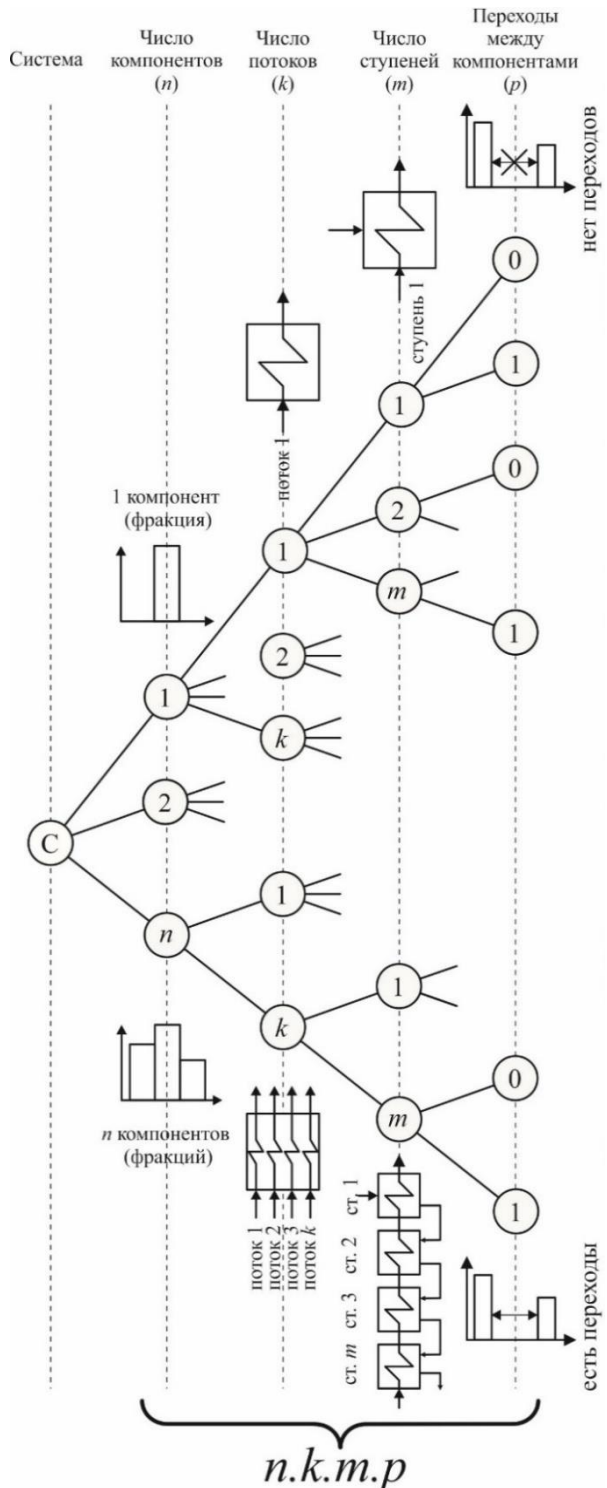 Система
Число
компонентов
(n)
Число
потоков
(k)
Число
ступеней
(m)
Переходы
между
компонентами
(p)
нет переходов
0
ступень 1
1
1
поток 1
0
1 компонент
(фракция)
2
1
m
1
2
1
k
2
C
1
n
1
k
0
m
n компонентов
(фракций)
1
поток 1
поток 2
поток 3
поток k
ст. 1
ст. 2
ст. 3
ст. m
есть переходы
n.k.m.p